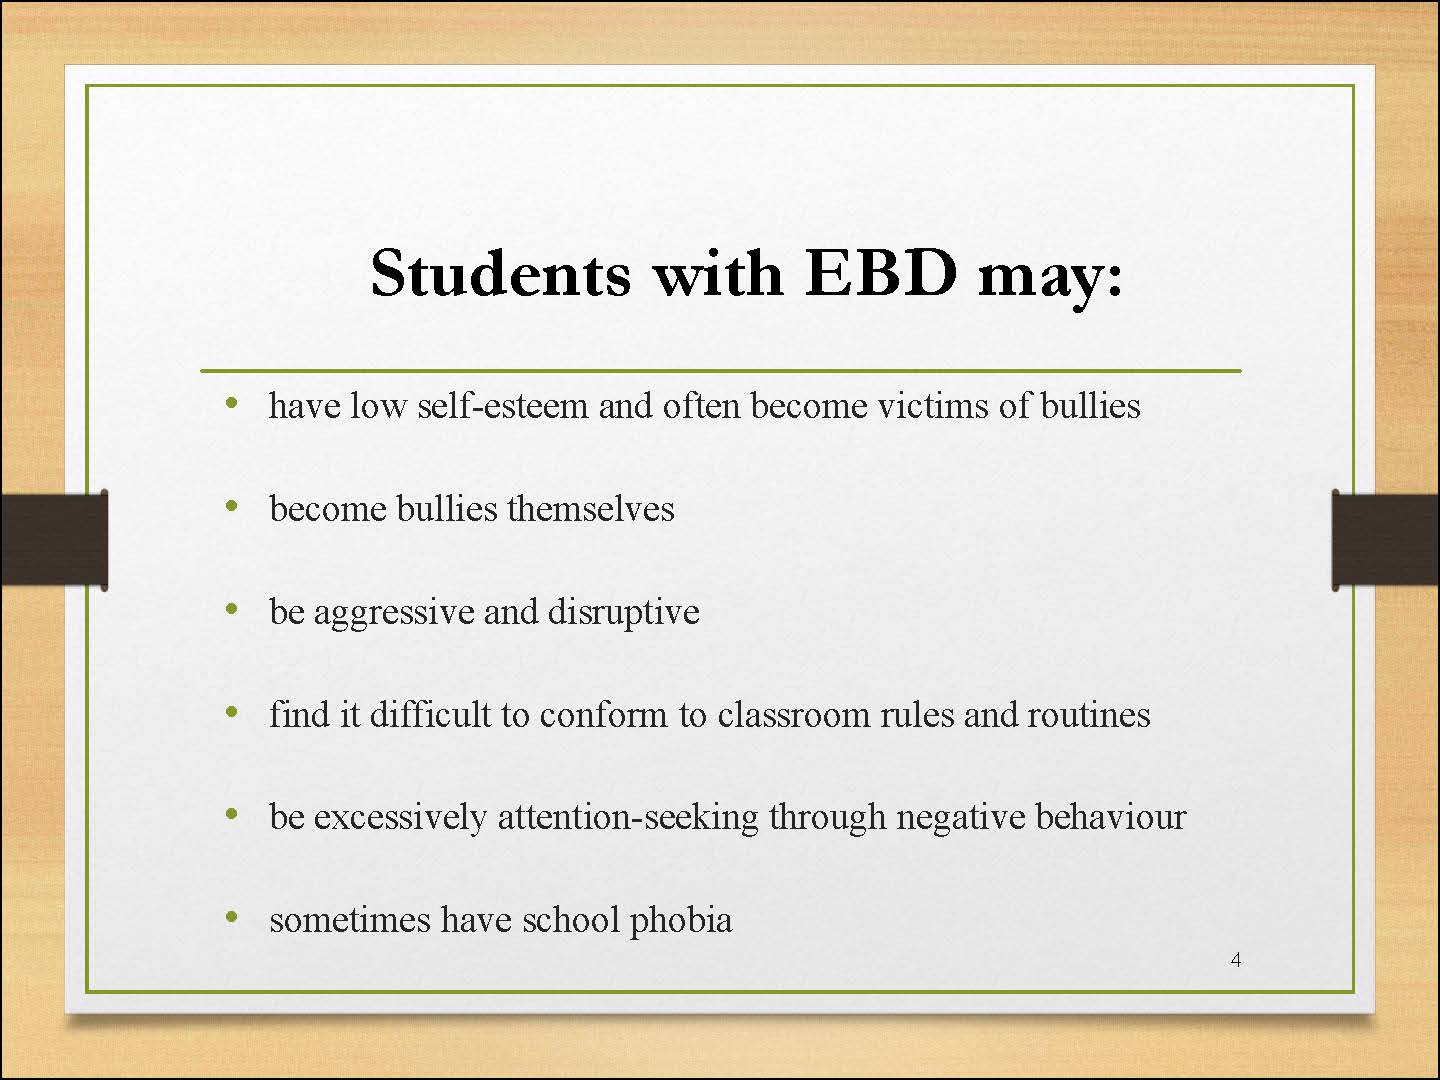 Students with EBD may:
• have low self-esteem and often become victims of bullies
• become bullies themselves
• be aggressive and disruptive
• find it difficult to conform to classroom rules and routines
• be excessively attention-seeking through negative behaviour
• sometimes have school phobia
4